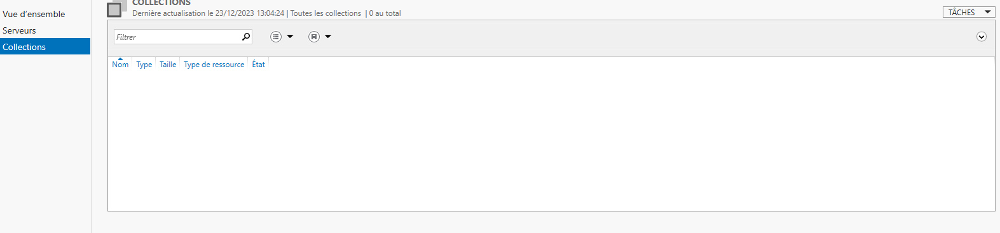 COLLECTIONS
Dernière actualisation le 23/12/2023 13:04:24 | Toutes les collections | 0 au total
TÂCHES
Vue d’ensemble
Serveurs
Collections
Filtrer
Nom Type Taille Type de ressource État